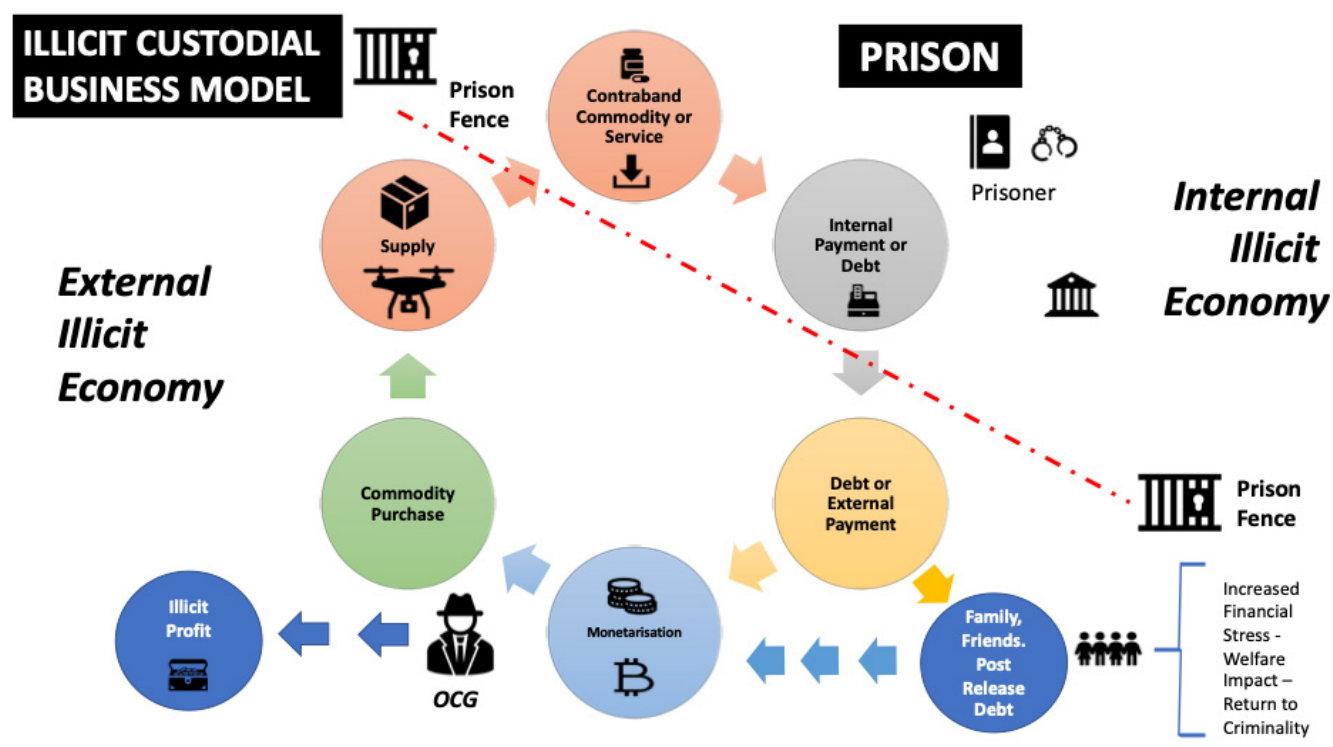 ILLICIT CUSTODIAL
BUSINESS MODEL
Prison
Fence
Contraband
Commodity or
Service
PRISON
Prisoner
Internal
Illicit
Economy
Supply
Internal
Payment or
Debt
External
Illicit
Economy
Commodity
Purchase
Debt or
External
Payment
Prison
Fence
Illicit
Profit
OCG
Monetarisation
Family,
Friends.
Post
Release
Debt
Increased
Financial
Stress -
Welfare
Impact –
Return to
Criminality